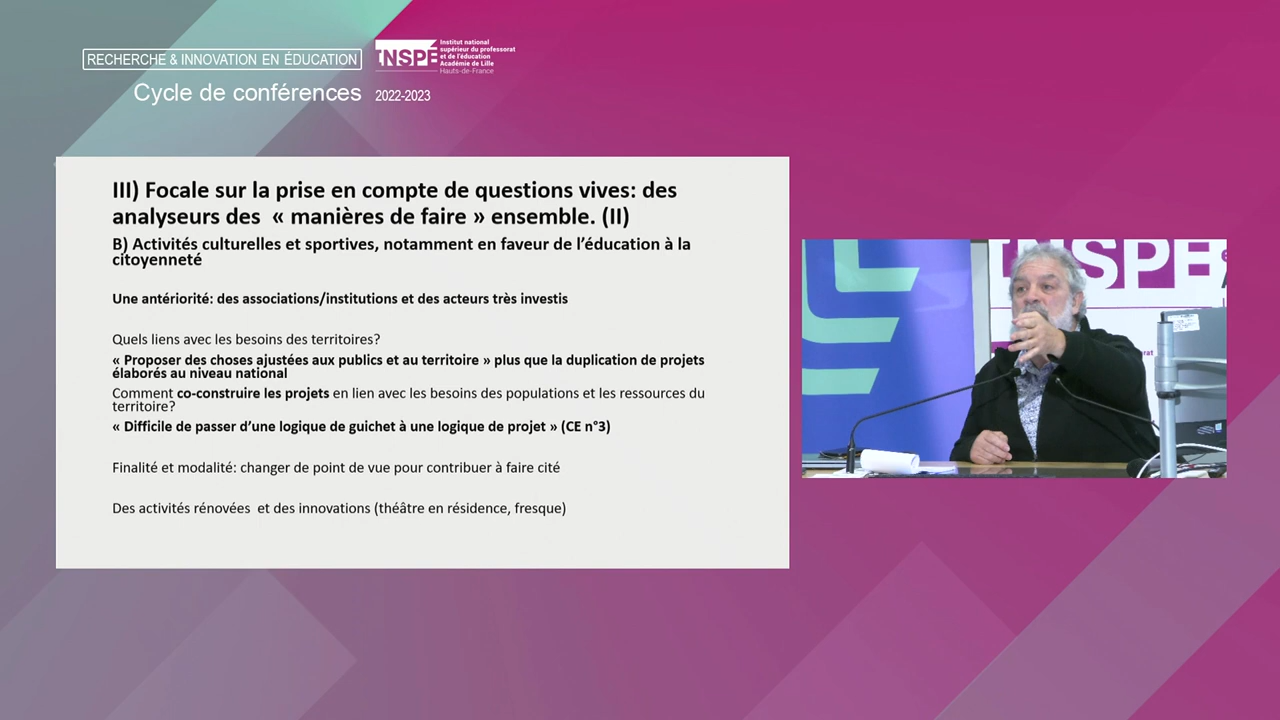 RECHERCHE & INNOVATION EN ÉDUCATION
Cycle de conférences
INSPÉ
Institut national
supérieur du professorat
et de l'éducation
Académie de Lille
Hauts-de-France
2022-2023
III) Focale sur la prise en compte de questions vives: des
analyseurs des « manières de faire » ensemble. (II)
B) Activités culturelles et sportives, notamment en faveur de l'éducation à la
citoyenneté
Une antériorité: des associations/institutions et des acteurs très investis
Quels liens avec les besoins des territoires?
« Proposer des choses ajustées aux publics et au territoire » plus que la duplication de projets
élaborés au niveau national
Comment co-construire les projets en lien avec les besoins des populations et les ressources du
territoire?
« Difficile de passer d'une logique de guichet à une logique de projet » (CE n°3)
Finalité et modalité: changer de point de vue pour contribuer à faire cité
Des activités rénovées et des innovations (théâtre en résidence, fresque)
INSPÉ